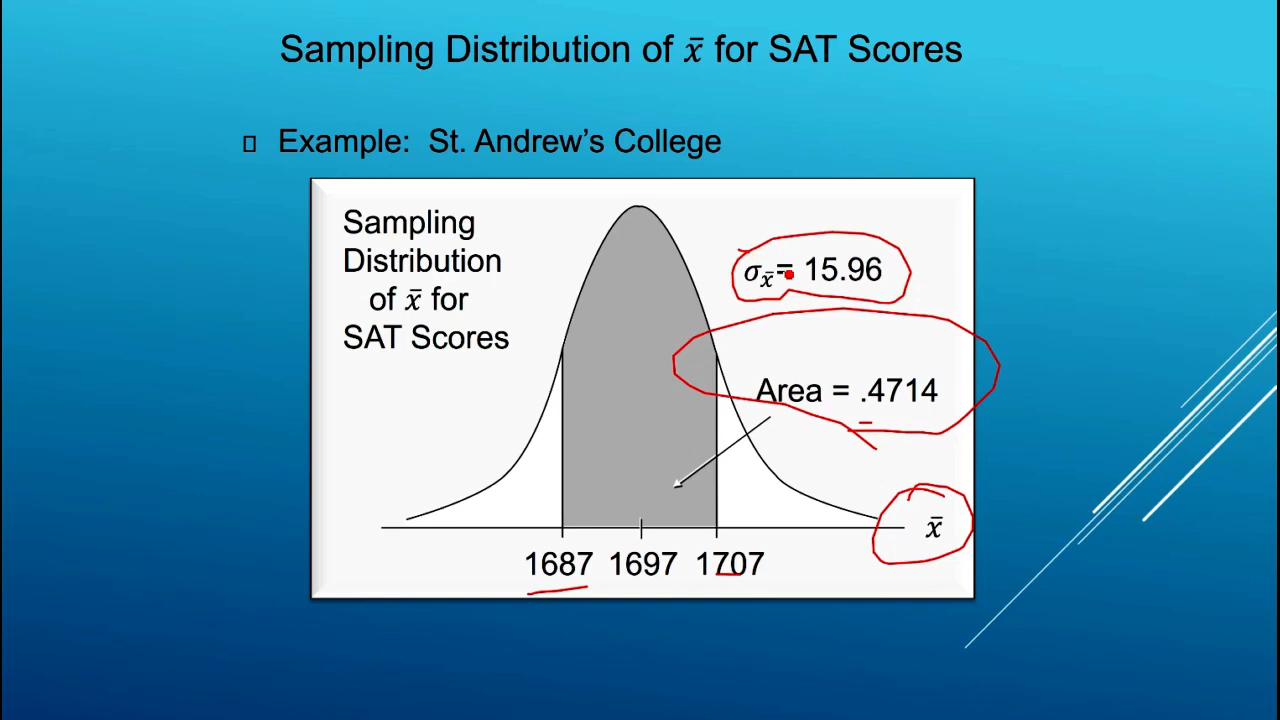 Sampling Distribution of x̄ for SAT Scores
Example: St. Andrew’s College
Sampling
Distribution
of x̄ for
SAT Scores
σx̄ = 15.96
Area = .4714
x̄
1687 1697 1707